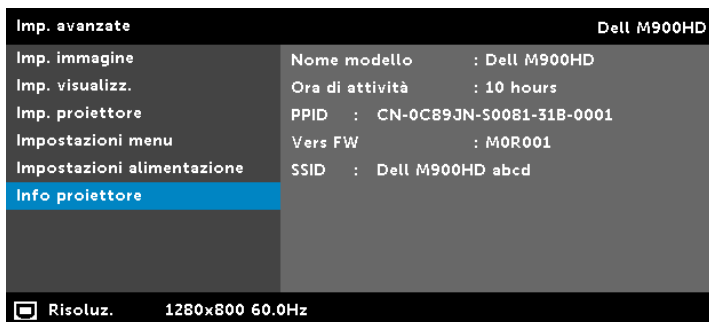 Imp. avanzate Dell M900HD
Imp. immagine
Imp. visualizz.
Imp. proiettore
Impostazioni menu
Impostazioni alimentazione
Info proiettore
Nome modello : Dell M900HD
Ora di attività : 10 hours
PPID : CN-0C89JN-S0081-31B-0001
Vers FW : M0R001
SSID : Dell M900HD abcd
Risoluz. 1280x800 60.0Hz